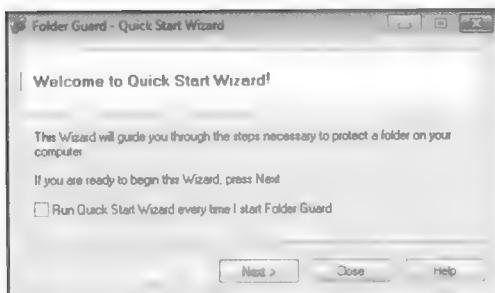 Folder Guard - Quick Start Wizard
Welcome to Quick Start Wizard!
This Wizard will guide you through the steps necessary to protect a folder on your
computer
If you are ready to begin this Wizard, press Next
Run Quick Start Wizard every time I start Folder Guard
Next > Close Help